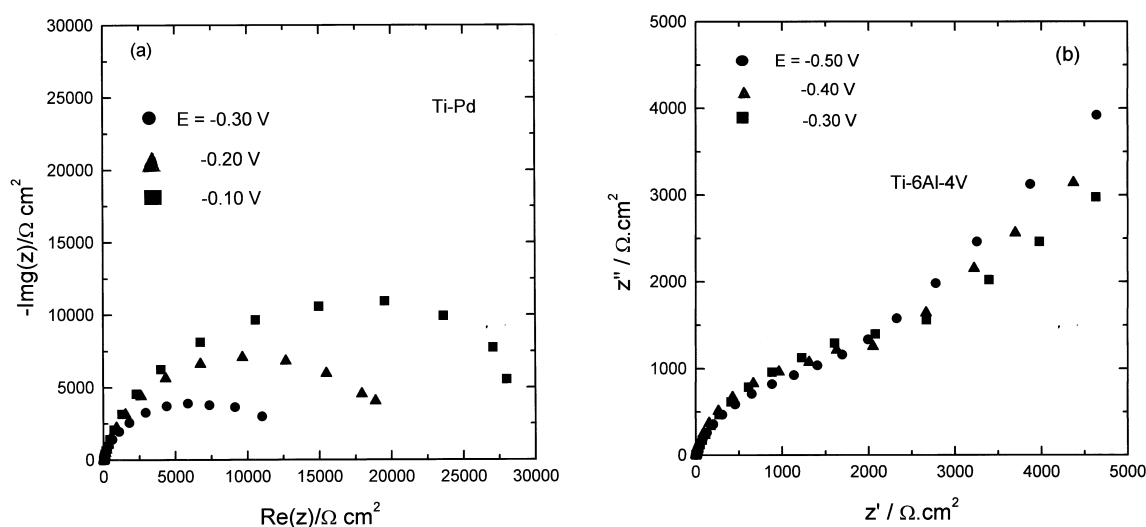 (a)
Ti-Pd
E = -0.30 V
-0.20 V
-0.10 V
30000
25000
20000
15000
10000
5000
0
-Img(z)/Ω cm²
0 5000 10000 15000 20000 25000 30000
Re(z)/Ω cm²
(b)
E = -0.50 V
-0.40 V
-0.30 V
Ti-6Al-4V
5000
4000
3000
2000
1000
0
z'' / Ω.cm²
0 1000 2000 3000 4000 5000
z' / Ω.cm²